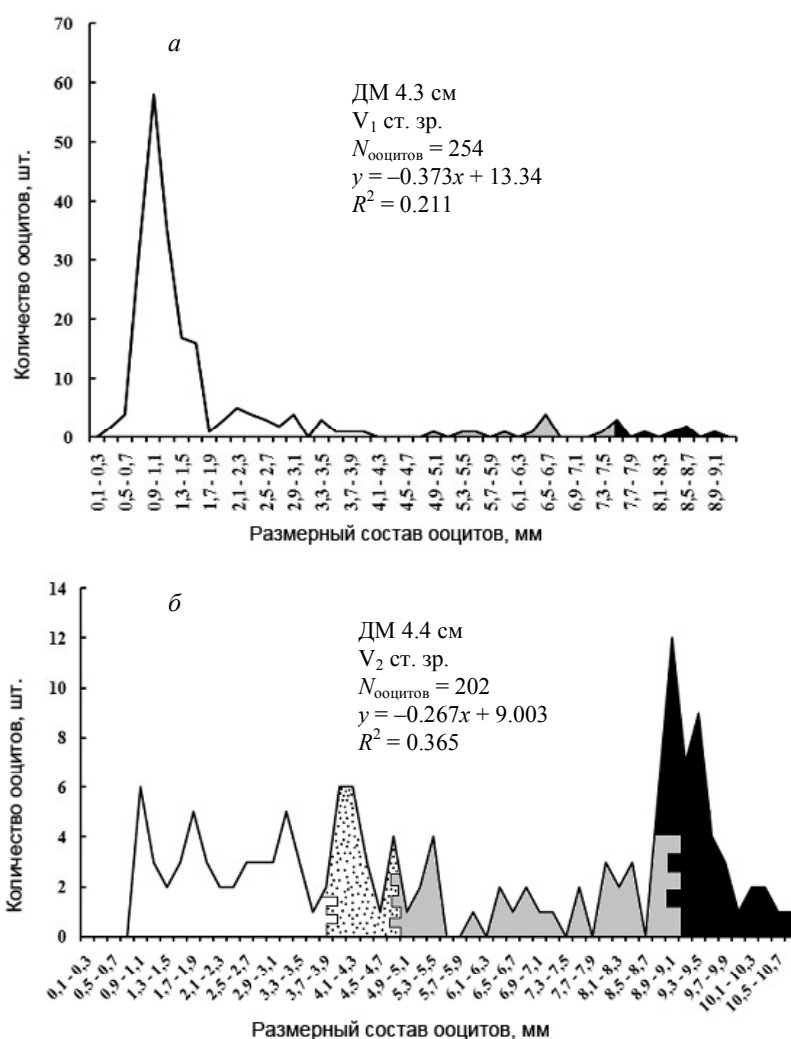 а
70
60
50
40
30
20
10
0
Количество ооцитов, шт.
ДМ 4.3 см
V₁ ст. зр.
Nооцитов = 254
y = –0.373x + 13.34
R² = 0.211
0,1 - 0,3
0,5 - 0,7
0,9 - 1,1
1,3 - 1,5
1,7 - 1,9
2,1 - 2,3
2,5 - 2,7
2,9 - 3,1
3,3 - 3,5
3,7 - 3,9
4,1 - 4,3
4,5 - 4,7
4,9 - 5,1
5,3 - 5,5
5,7 - 5,9
6,1 - 6,3
6,5 - 6,7
6,9 - 7,1
7,3 - 7,5
7,7 - 7,9
8,1 - 8,3
8,5 - 8,7
8,9 - 9,1
Размерный состав ооцитов, мм
б
14
12
10
8
6
4
2
0
Количество ооцитов, шт.
ДМ 4.4 см
V₂ ст. зр.
Nооцитов = 202
y = –0.267x + 9.003
R² = 0.365
0,1 - 0,3
0,5 - 0,7
0,9 - 1,1
1,3 - 1,5
1,7 - 1,9
2,1 - 2,3
2,5 - 2,7
2,9 - 3,1
3,3 - 3,5
3,7 - 3,9
4,1 - 4,3
4,5 - 4,7
4,9 - 5,1
5,3 - 5,5
5,7 - 5,9
6,1 - 6,3
6,5 - 6,7
6,9 - 7,1
7,3 - 7,5
7,7 - 7,9
8,1 - 8,3
8,5 - 8,7
8,9 - 9,1
9,3 - 9,5
9,7 - 9,9
10,1 - 10,3
10,5 - 10,7
Размерный состав ооцитов, мм